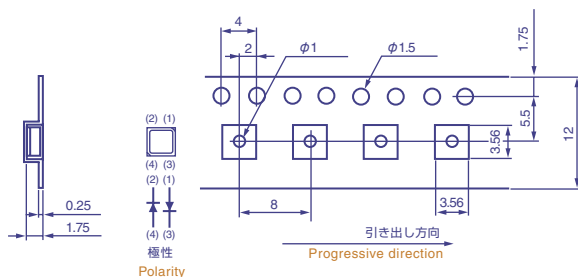 4
2
φ1
φ1.5
1.75
5.5
12
3.56
(2) (1)
(4) (3)
(2) (1)
(4) (3)
極性
Polarity
0.25
1.75
8
3.56
引き出し方向
Progressive direction